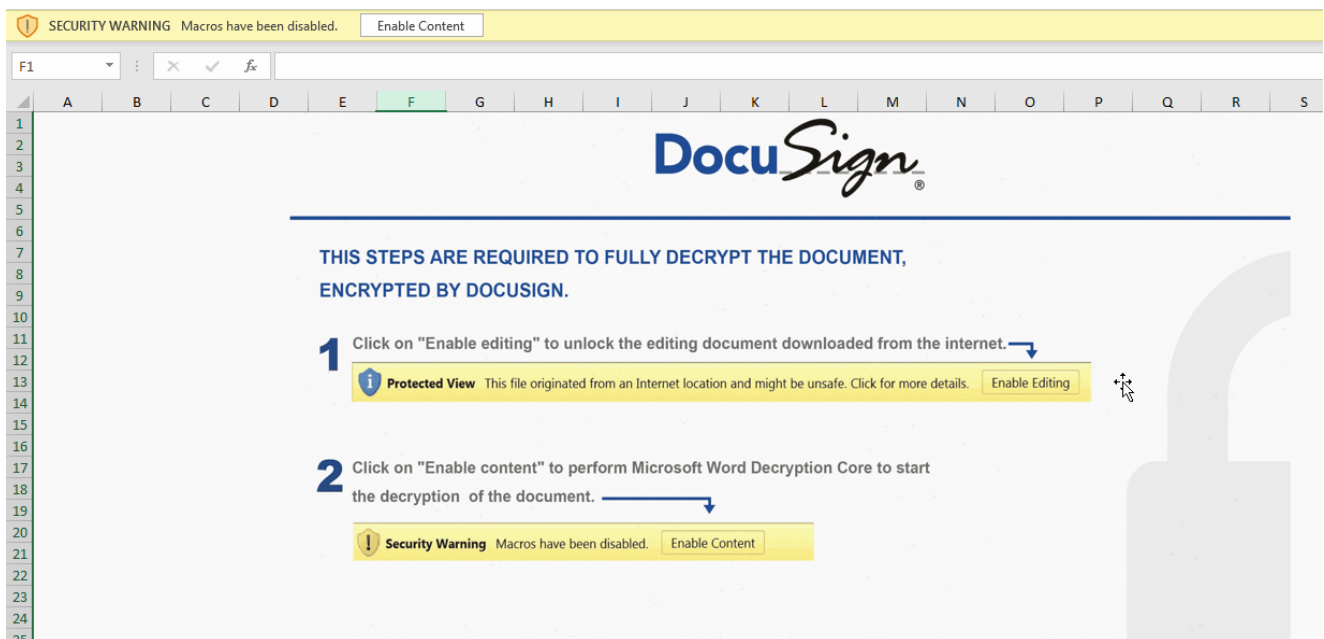 SECURITY WARNING Macros have been disabled. Enable Content
F1 fx
A B C D E F G H I J K L M N O P Q R S
1
2
3
4
5
6
7
8
9
10
11
12
13
14
15
16
17
18
19
20
21
22
23
24
25
DocuSign®
THIS STEPS ARE REQUIRED TO FULLY DECRYPT THE DOCUMENT,
ENCRYPTED BY DOCUSIGN.
1 Click on "Enable editing" to unlock the editing document downloaded from the internet.
Protected View This file originated from an Internet location and might be unsafe. Click for more details. Enable Editing
2 Click on "Enable content" to perform Microsoft Word Decryption Core to start
the decryption of the document.
Security Warning Macros have been disabled. Enable Content